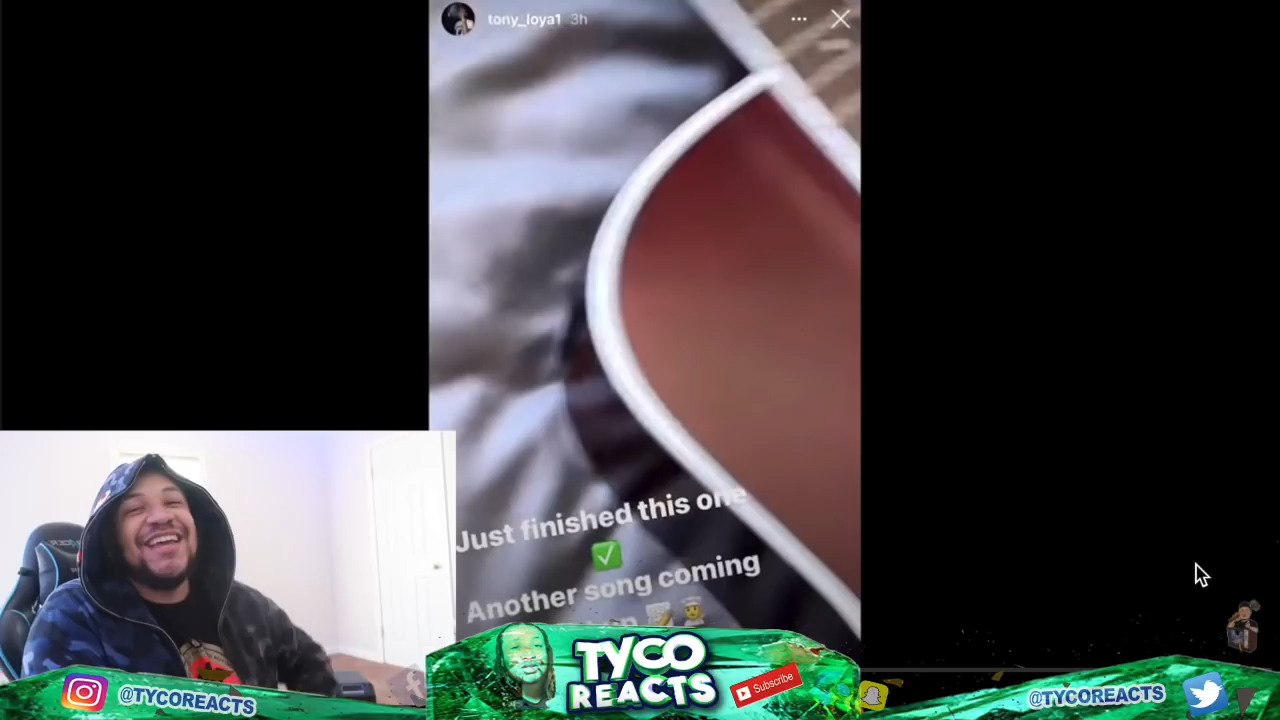 tony_loya1 3h
Just finished this one
Another song coming
TYCO
REACTS
Subscribe
@TYCOREACTS
@TYCOREACTS